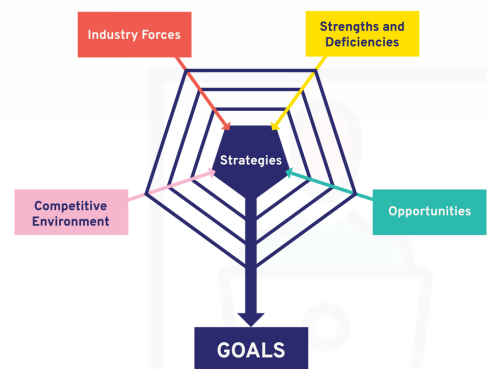 Industry Forces
Strengths and
Deficiencies
Strategies
Competitive
Environment
Opportunities
GOALS